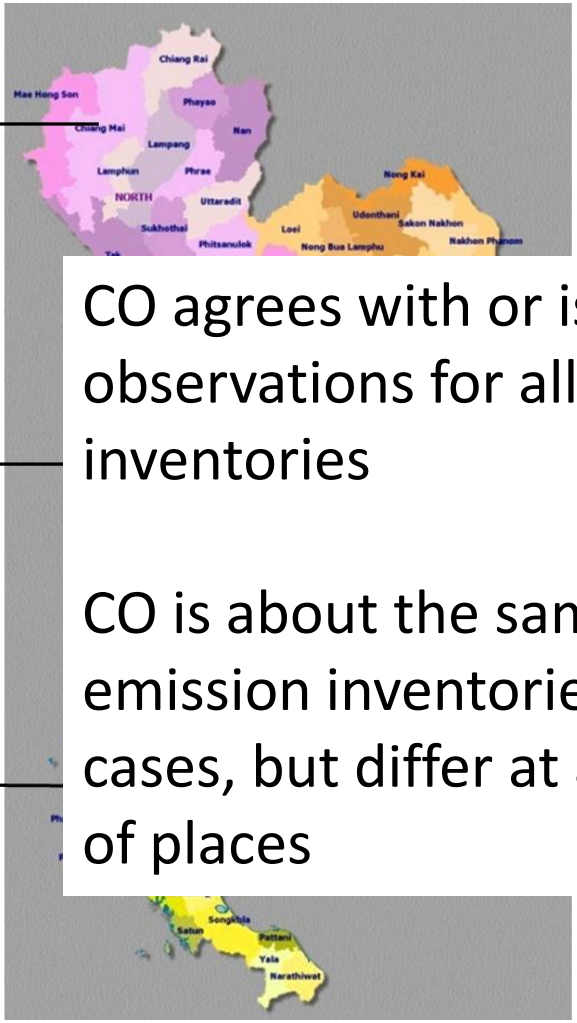 Chiang Rai
Mae Hong Son
Phayao
Chiang Mai
Nan
Lampang
Lamphun
Phrae
Nong Kai
NORTH
Uttaradit
Udonthani
Sakon Nakhon
Sukhothai
Loei
Phitsanulok
Nong Bua Lamphu
Nakhon Phanom
CO agrees with or is
observations for all
inventories
CO is about the
emission
cases, but differ at
of places
Songkhla
Satun
Pattani
Yala
Narathiwat